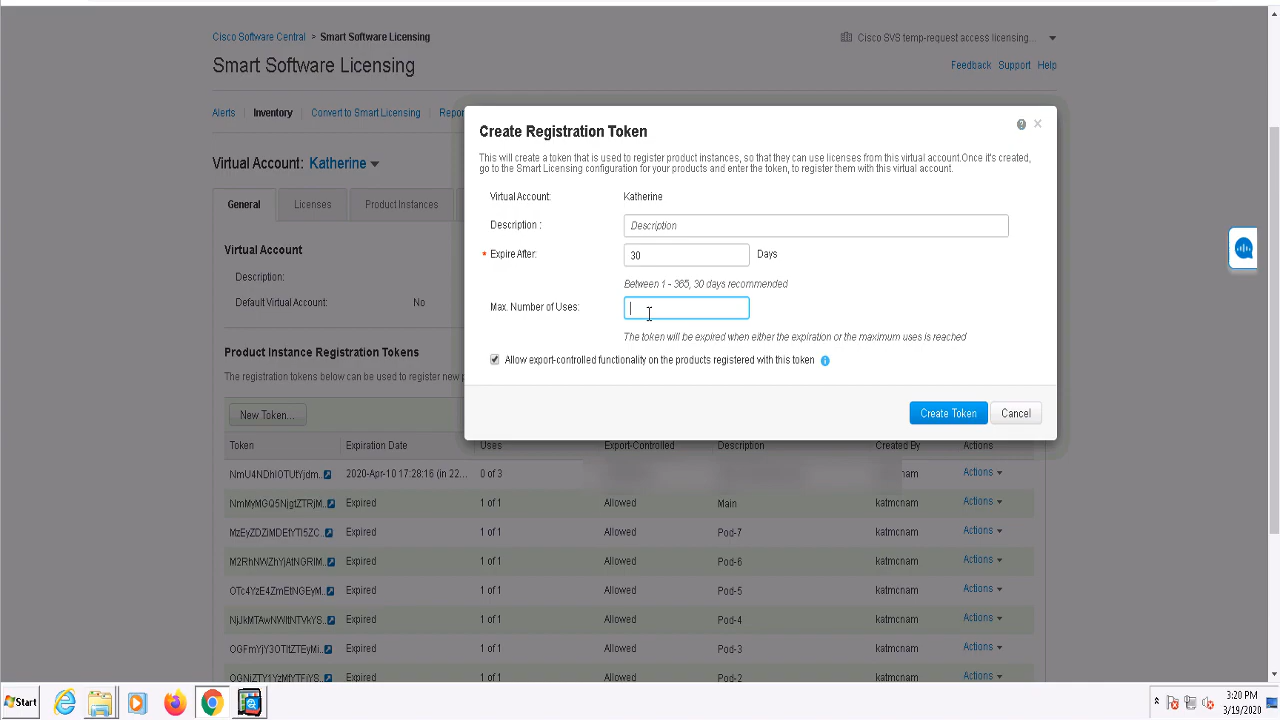 Cisco Software Central > Smart Software Licensing
Cisco SVS temp-request access licensing...
Smart Software Licensing
Feedback Support Help
Alerts Inventory Convert to Smart Licensing Repor
Create Registration Token
This will create a token that is used to register product instances, so that they can use licenses from this virtual account.Once it's created,
go to the Smart Licensing configuration for your products and enter the token, to register them with this virtual account.
Virtual Account: Katherine
General Licenses Product Instances
Virtual Account: Katherine
Description : Description
* Expire After: 30 Days
Between 1 - 365, 30 days recommended
Max. Number of Uses:
The token will be expired when either the expiration or the maximum uses is reached
Allow export-controlled functionality on the products registered with this token
Create Token Cancel
Virtual Account
Description:
Default Virtual Account: No
Product Instance Registration Tokens
The registration tokens below can be used to register new p
New Token...
Token Expiration Date Uses Export-Controlled Description Created By Actions
2020-Apr-10 17:28:16 (in 22... 0 of 3 Actions
Expired 1 of 1 Allowed Main katmcnam Actions
Expired 1 of 1 Allowed Pod-7 katmcnam Actions
Expired 1 of 1 Allowed Pod-6 katmcnam Actions
Expired 1 of 1 Allowed Pod-5 katmcnam Actions
Expired 1 of 1 Allowed Pod-4 katmcnam Actions
Expired 1 of 1 Allowed Pod-3 katmcnam Actions
Expired 1 of 1 Allowed Pod-2 katmcnam Actions
Start
3:20 PM
3/19/2020